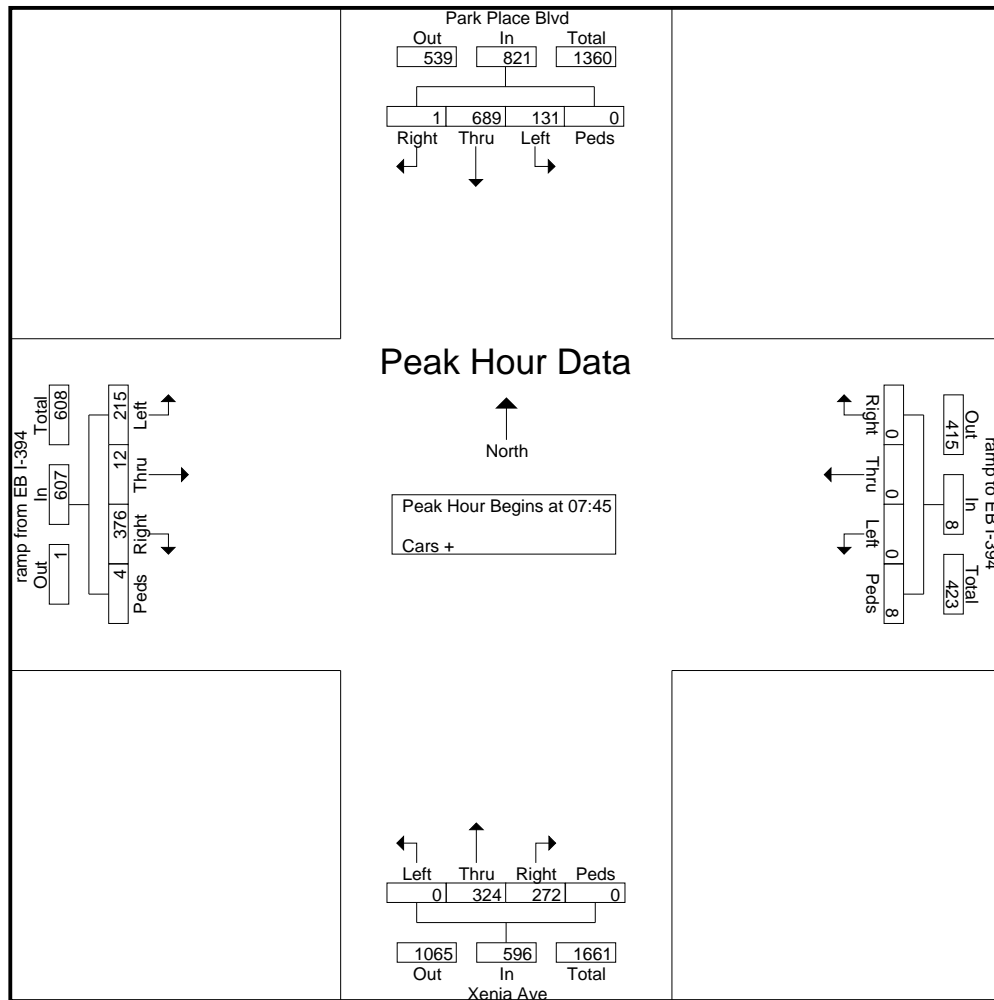 Park Place Blvd
Out In Total
539 821 1360
1 689 131 0
Right Thru Left Peds
Peak Hour Data
North
Peak Hour Begins at 07:45
Cars +
ramp from EB I-394
Out In Total
1 607 608
4 376 12 215
Peds Right Thru Left
ramp to EB I-394
Out In Total
415 8 423
0 0 0 8
Right Thru Left Peds
Left Thru Right Peds
0 324 272 0
1065 596 1661
Out In Total
Xenia Ave